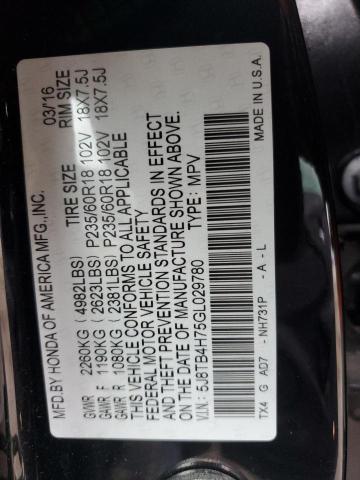 MFD.BY HONDA OF AMERICA MFG.,INC. 03/16
TIRE SIZE RIM SIZE
GVWR 2260KG (4982LBS)
GAWR F 1190KG (2623LBS) P235/60R18 102V 18X7.5J
GAWR R 1080KG (2381LBS) P235/60R18 102V 18X7.5J
THIS VEHICLE CONFORMS TO ALL APPLICABLE
FEDERAL MOTOR VEHICLE SAFETY
AND THEFT PREVENTION STANDARDS IN EFFECT
ON THE DATE OF MANUFACTURE SHOWN ABOVE.
V.I.N.: 5J8TB4H75GL029780 TYPE: MPV
TX4 G AD7 - NH731P - A - L MADE IN U.S.A.